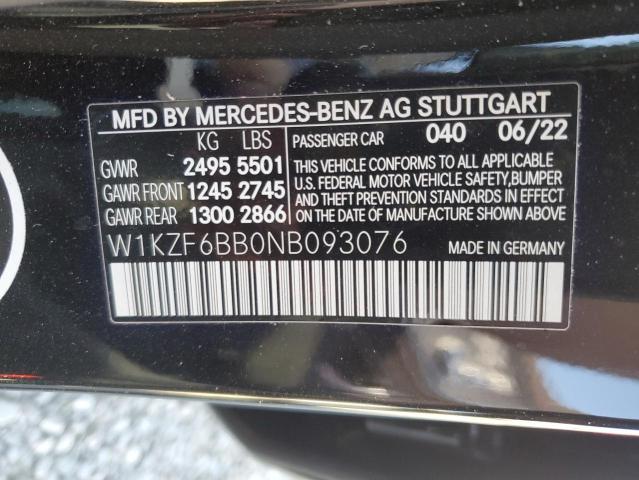 MFD BY MERCEDES-BENZ AG STUTTGART
KG LBS PASSENGER CAR 040 06/22
GVWR 2495 5501
GAWR FRONT 1245 2745
GAWR REAR 1300 2866
THIS VEHICLE CONFORMS TO ALL APPLICABLE
U.S. FEDERAL MOTOR VEHICLE SAFETY, BUMPER
AND THEFT PREVENTION STANDARDS IN EFFECT
ON THE DATE OF MANUFACTURE SHOWN ABOVE.
W1KZF6BB0NB093076 MADE IN GERMANY